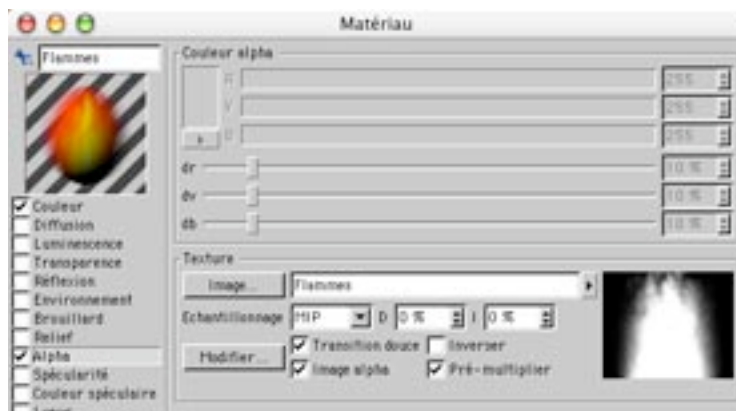 Matériau
Flammes
Couleur alpha
R 255
V 255
255
dr 10 %
dv 10 %
db 10 %
Couleur
Diffusion
Luminescence
Transparence
Réflexion
Environnement
Brouillard
Relief
Alpha
Spécularité
Couleur spéculaire
Texture
Image... Flammes
Echantillonnage MIP D 0 % I 0 %
Modifier...
Transition douce Inverser
Image alpha Pré-multiplier